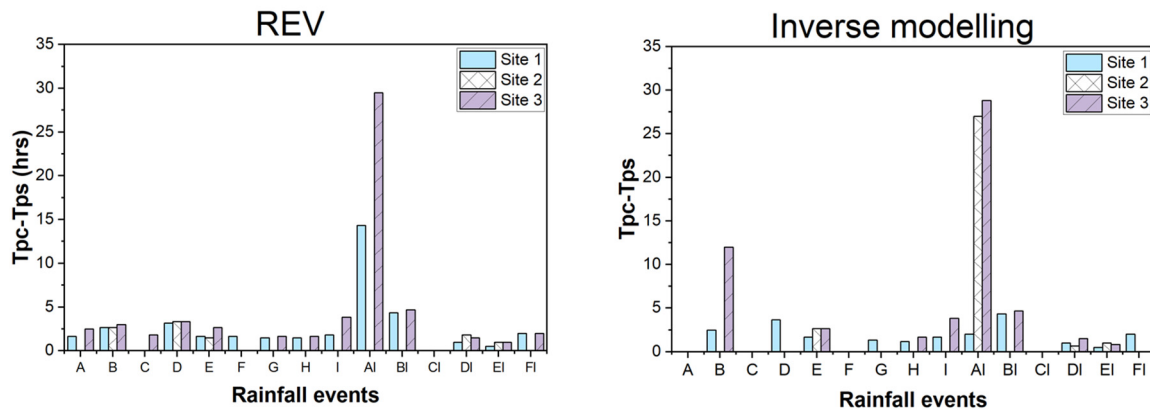 REV
35
30
25
20
15
10
5
0
Tpc-Tps (hrs)
Site 1
Site 2
Site 3
A B C D E F G H I AI BI CI DI EI FI
Rainfall events
Inverse modelling
35
30
25
20
15
10
5
0
Tpc-Tps
Site 1
Site 2
Site 3
A B C D E F G H I AI BI CI DI EI FI
Rainfall events